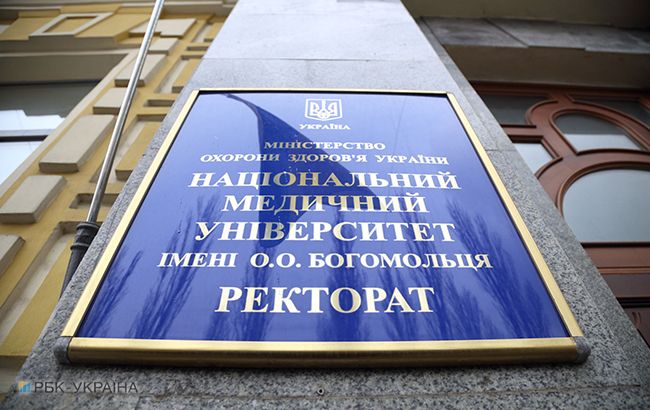 УКРАЇНА
МІНІСТЕРСТВО
ОХОРОНИ ЗДОРОВ'Я УКРАЇНИ
НАЦІОНАЛЬНИЙ
МЕДИЧНИЙ
УНІВЕРСИТЕТ
ІМЕНІ О.О. БОГОМОЛЬЦЯ
РЕКТОРАТ
РБК-УКРАЇНА